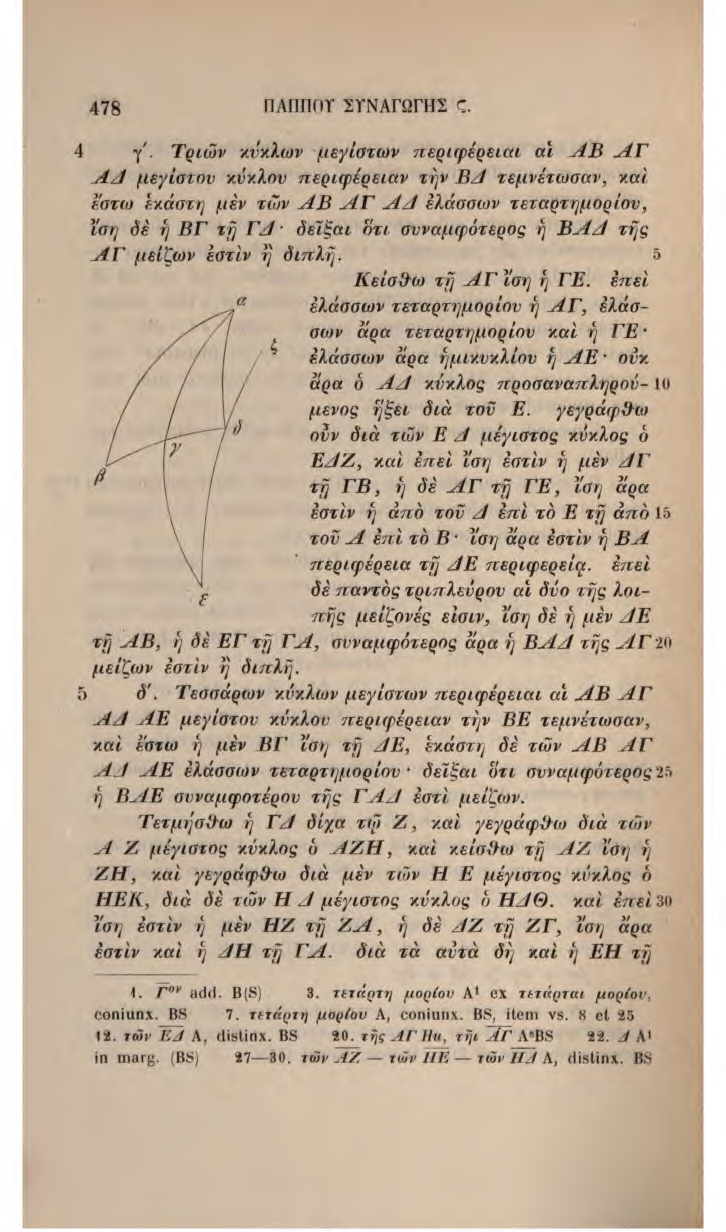 478 ΠΑΠΠΟΥ ΣΥΝΑΓΩΓΗΣ ϛ.
4 γ΄. Τριῶν κύκλων μεγίστων περιφέρειαι αἱ ΑΒ ΑΓ
ΑΔ μεγίστου κύκλου περιφέρειαν τὴν ΒΔ τεμνέτωσαν, καὶ
ἔστω ἑκάστη μὲν τῶν ΑΒ ΑΓ ΑΔ ἐλάσσων τεταρτημορίου,
ἴση δὲ ἡ ΒΓ τῇ ΓΔ· δεῖξαι ὅτι συναμφότερος ἡ ΒΑΔ τῆς
ΑΓ μείζων ἐστὶν ἢ διπλῆ. 5
Κείσθω τῇ ΑΓ ἴση ἡ ΓΕ. ἐπεὶ
ἐλάσσων τεταρτημορίου ἡ ΑΓ, ἐλάσ-
σων ἄρα τεταρτημορίου καὶ ἡ ΓΕ·
ἐλάσσων ἄρα ἡμικυκλίου ἡ ΑΕ· οὐκ
ἄρα ὁ ΑΔ κύκλος προσαναπληρού- 10
μενος ἥξει διὰ τοῦ Ε. γεγράφθω
οὖν διὰ τῶν Ε Δ μέγιστος κύκλος ὁ
ΕΔΖ, καὶ ἐπεὶ ἴση ἐστὶν ἡ μὲν ΔΓ
τῇ ΓΒ, ἡ δὲ ΑΓ τῇ ΓΕ, ἴση ἄρα
ἐστὶν ἡ ἀπὸ τοῦ Δ ἐπὶ τὸ Ε τῇ ἀπὸ 15
τοῦ Α ἐπὶ τὸ Β· ἴση ἄρα ἐστὶν ἡ ΒΑ
περιφέρεια τῇ ΔΕ περιφερείᾳ. ἐπεὶ
δὲ παντὸς τριπλεύρου αἱ δύο τῆς λοι-
πῆς μείζονές εἰσιν, ἴση δὲ ἡ μὲν ΔΕ
τῇ ΑΒ, ἡ δὲ ΕΓ τῇ ΓΑ, συναμφότερος ἄρα ἡ ΒΑΔ τῆς ΑΓ 20
μείζων ἐστὶν ἢ διπλῆ.
α
ζ
δ
γ
β
ε
5 δ΄. Τεσσάρων κύκλων μεγίστων περιφέρειαι αἱ ΑΒ ΑΓ
ΑΔ ΑΕ μεγίστου κύκλου περιφέρειαν τὴν ΒΕ τεμνέτωσαν,
καὶ ἔστω ἡ μὲν ΒΓ ἴση τῇ ΔΕ, ἑκάστη δὲ τῶν ΑΒ ΑΓ
ΑΔ ΑΕ ἐλάσσων τεταρτημορίου· δεῖξαι ὅτι συναμφότερος 25
ἡ ΒΑΕ συναμφοτέρου τῆς ΓΑΔ ἐστὶ μείζων.
Τετμήσθω ἡ ΓΔ δίχα τῷ Ζ, καὶ γεγράφθω διὰ τῶν
Α Ζ μέγιστος κύκλος ὁ ΑΖΗ, καὶ κείσθω τῇ ΑΖ ἴση ἡ
ΖΗ, καὶ γεγράφθω διὰ μὲν τῶν Η Ε μέγιστος κύκλος ὁ
ΗΕΚ, διὰ δὲ τῶν Η Δ μέγιστος κύκλος ὁ ΗΔΘ. καὶ ἐπεὶ 30
ἴση ἐστὶν ἡ μὲν ΗΖ τῇ ΖΑ, ἡ δὲ ΔΖ τῇ ΖΓ, ἴση ἄρα
ἐστὶν καὶ ἡ ΔΗ τῇ ΓΑ. διὰ τὰ αὐτὰ δὴ καὶ ἡ ΕΗ τῇ
1. Γον add. B(S) 3. τετάρτη μορίου A¹ ex τετάρται μορίου,
coniunx. BS 7. τετάρτη μορίου A, coniunx. BS, item vs. 8 et 25
12. τῶν ΕΔ A, distinx. BS 20. τῆς ΑΓ Hu, τῆι ΑΓ AˢBS 22. Δ A¹
in marg. (BS) 27—30. τῶν ΑΖ — τῶν ΗΕ — τῶν ΗΔ A, distinx. BS